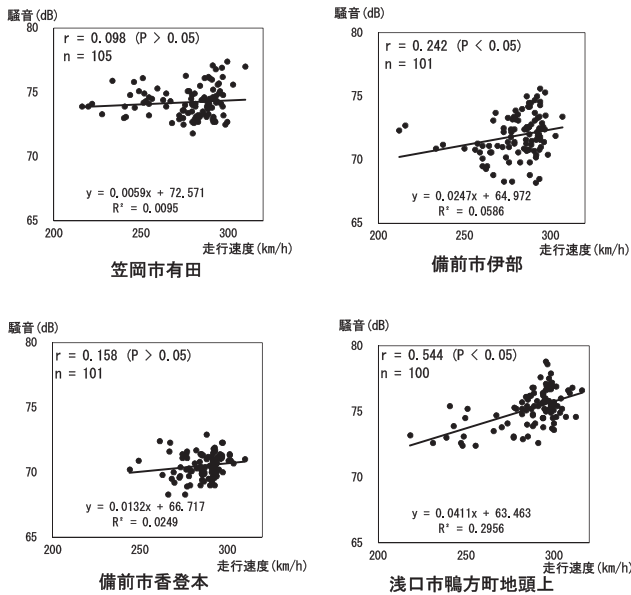 騒音(dB)
80
75
70
65
r = 0.098 (P > 0.05)
n = 105
y = 0.0059x + 72.571
R² = 0.0095
200
250
300
走行速度(km/h)
笠岡市有田
騒音(dB)
80
75
70
65
r = 0.242 (P < 0.05)
n = 101
y = 0.0247x + 64.972
R² = 0.0586
200
250
300
走行速度(km/h)
備前市伊部
騒音(dB)
80
75
70
65
r = 0.158 (P > 0.05)
n = 101
y = 0.0132x + 66.717
R² = 0.0249
200
250
300
走行速度(km/h)
備前市香登本
騒音(dB)
80
75
70
65
r = 0.544 (P < 0.05)
n = 100
y = 0.0411x + 63.463
R² = 0.2956
200
250
300
走行速度(km/h)
浅口市鴨方町地頭上